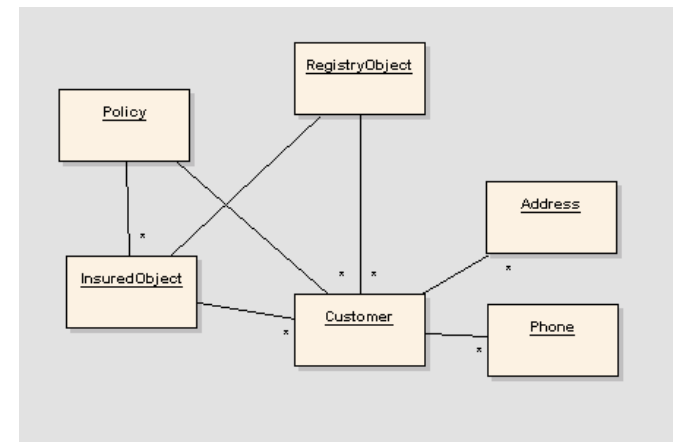 RegistryObject
Policy
Address
*
* *
*
InsuredObject
Customer
*
Phone
*